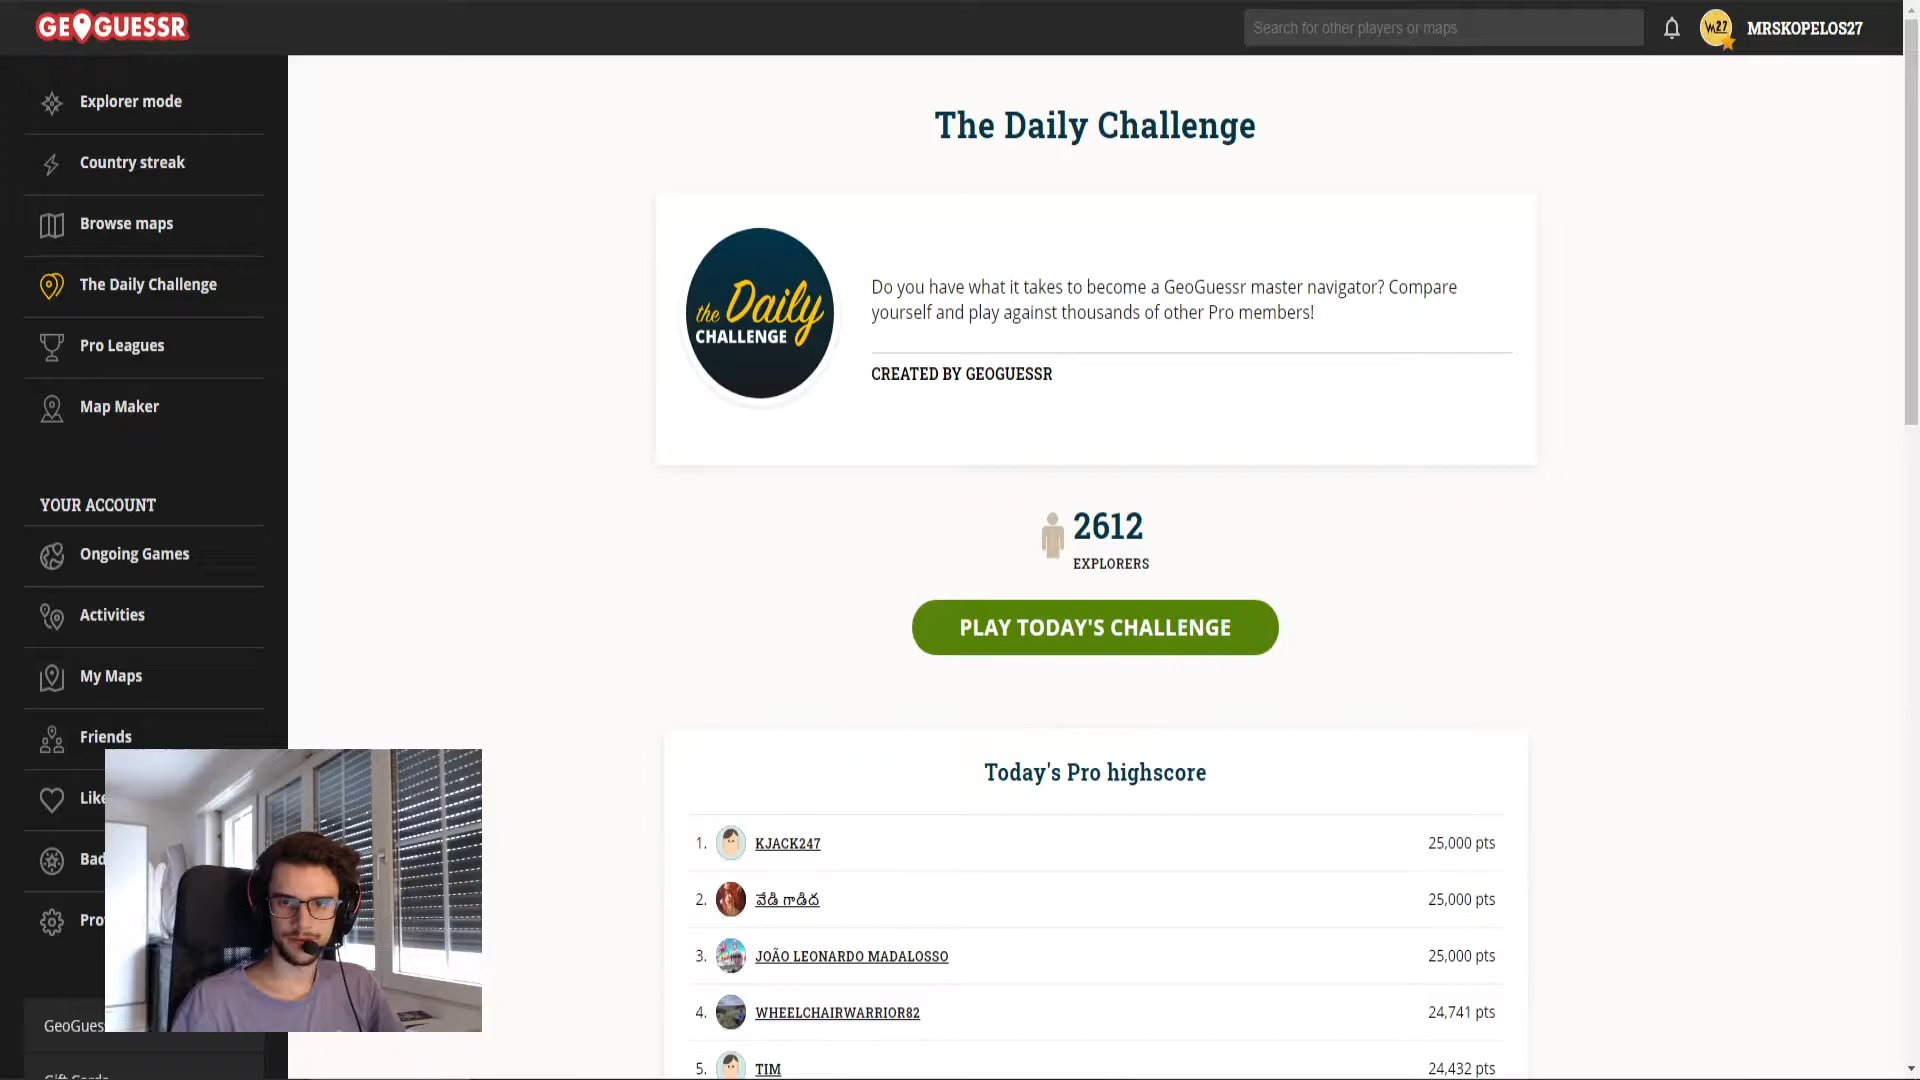 GEOGUESSR
Search for other players or maps
MRSKOPELOS27
Explorer mode
Country streak
Browse maps
The Daily Challenge
Pro Leagues
Map Maker
YOUR ACCOUNT
Ongoing Games
Activities
My Maps
Friends
The Daily Challenge
the Daily
CHALLENGE
Do you have what it takes to become a GeoGuessr master navigator? Compare
yourself and play against thousands of other Pro members!
CREATED BY GEOGUESSR
2612
EXPLORERS
PLAY TODAY'S CHALLENGE
Today's Pro highscore
1. KJACK247 25,000 pts
2. వేడి గాడిద 25,000 pts
3. JOÃO LEONARDO MADALOSSO 25,000 pts
4. WHEELCHAIRWARRIOR82 24,741 pts
5. TIM 24,432 pts